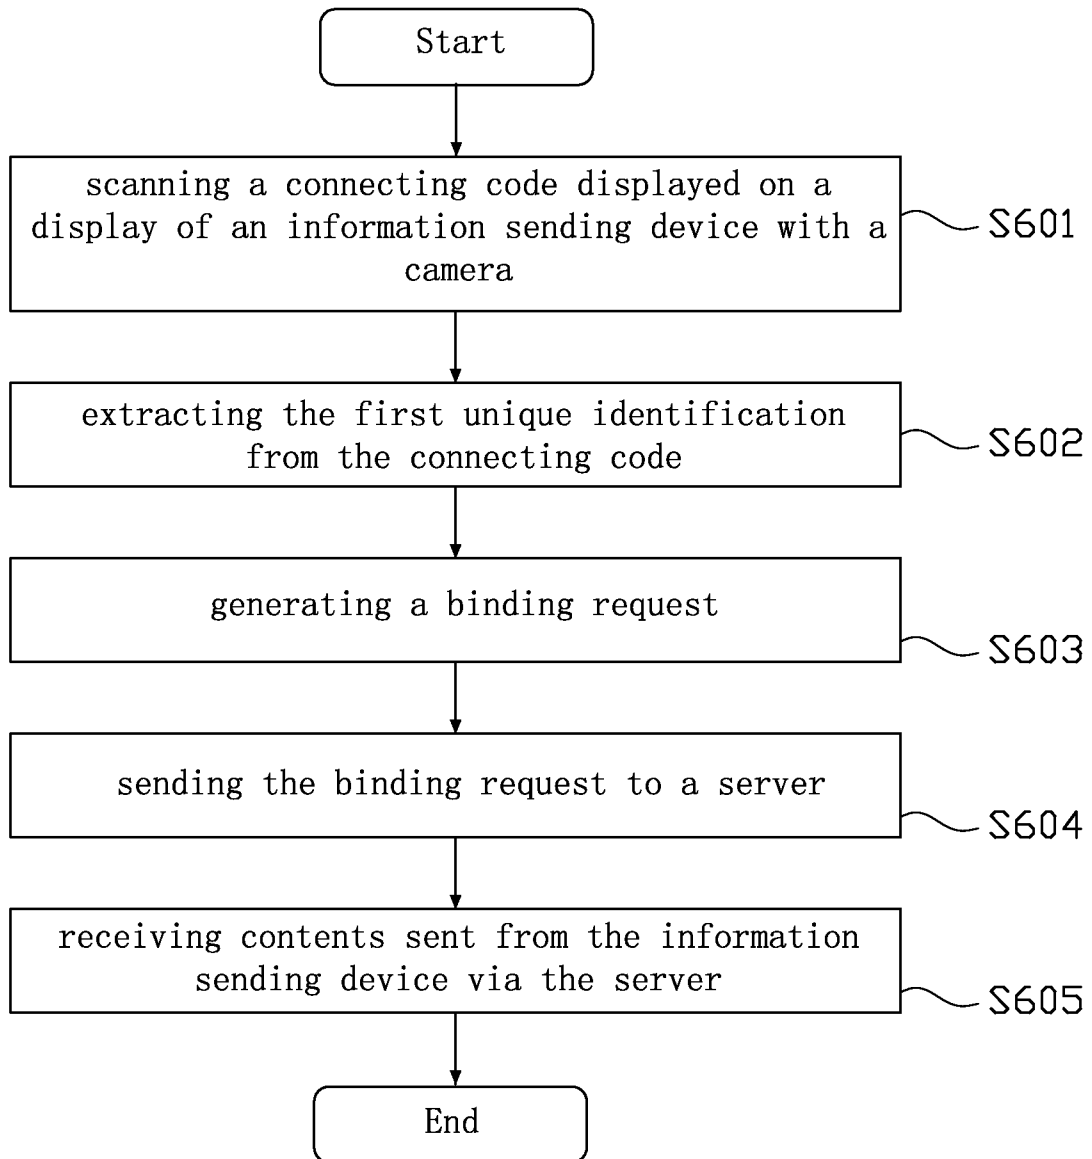 Start
scanning a connecting code displayed on a
display of an information sending device with a
camera
S601
extracting the first unique identification
from the connecting code
S602
generating a binding request
S603
sending the binding request to a server
S604
receiving contents sent from the information
sending device via the server
S605
End